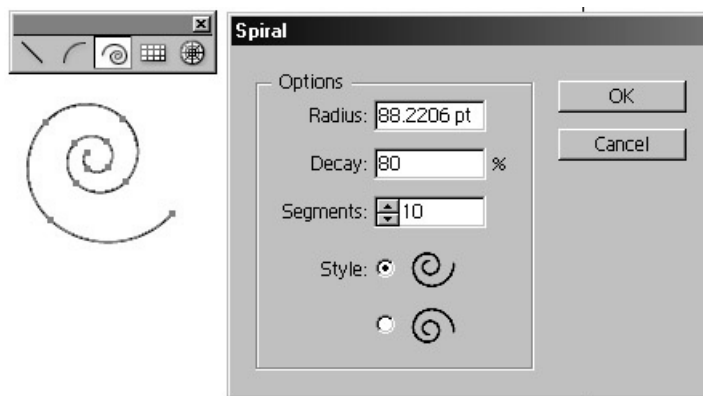 Spiral
Options
Radius: 88.2206 pt
Decay: 80 %
Segments: 10
Style:
OK
Cancel